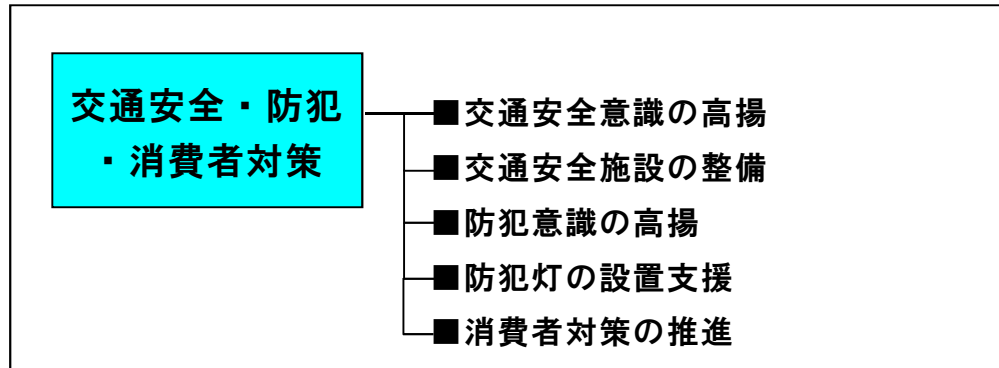 交通安全・防犯
・消費者対策
■交通安全意識の高揚
■交通安全施設の整備
■防犯意識の高揚
■防犯灯の設置支援
■消費者対策の推進